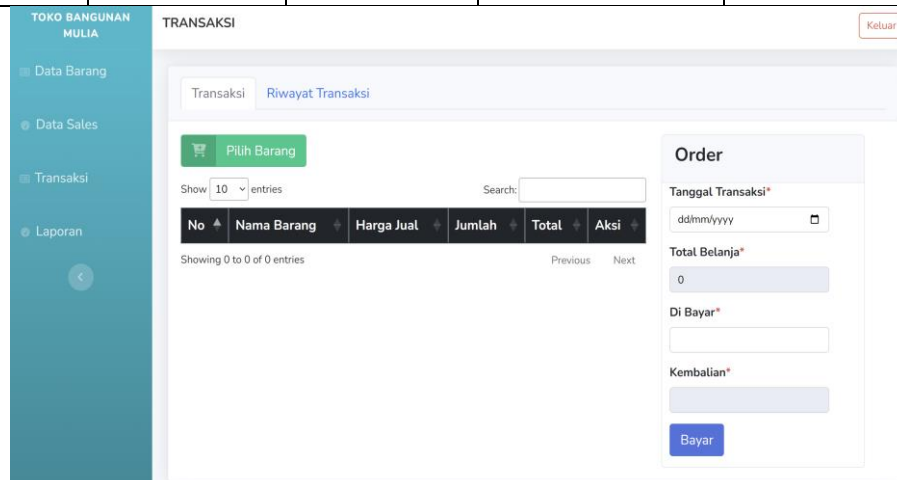 TOKO BANGUNAN
MULIA
Data Barang
Data Sales
Transaksi
Laporan
TRANSAKSI
Keluar
Transaksi Riwayat Transaksi
Pilih Barang
Show 10 entries Search:
No Nama Barang Harga Jual Jumlah Total Aksi
Showing 0 to 0 of 0 entries Previous Next
Order
Tanggal Transaksi*
dd/mm/yyyy
Total Belanja*
0
Di Bayar*
Kembalian*
Bayar